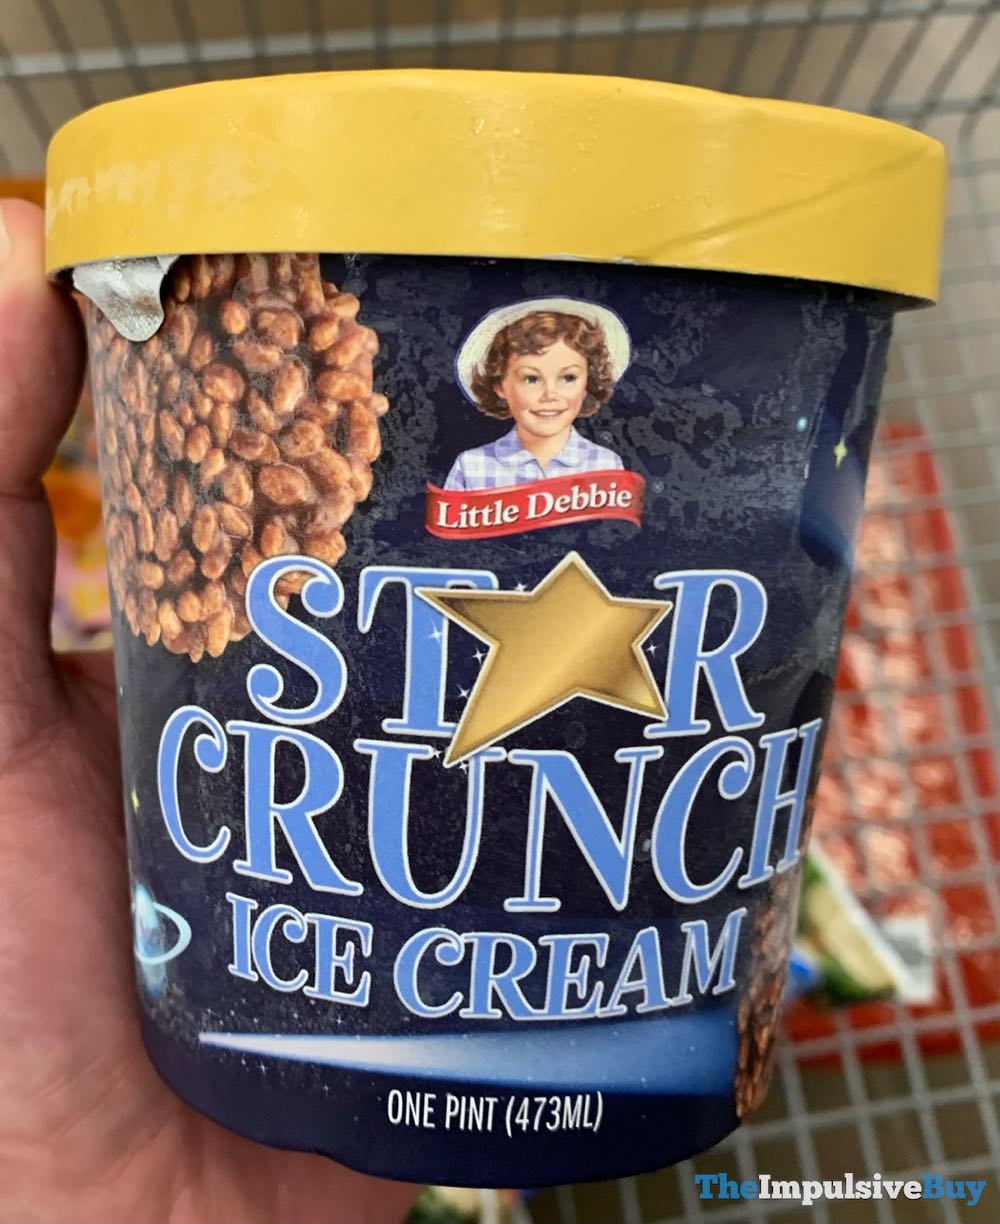 Little Debbie®
STAR
CRUNCH
ICE CREAM
ONE PINT (473ML)
TheImpulsiveBuy